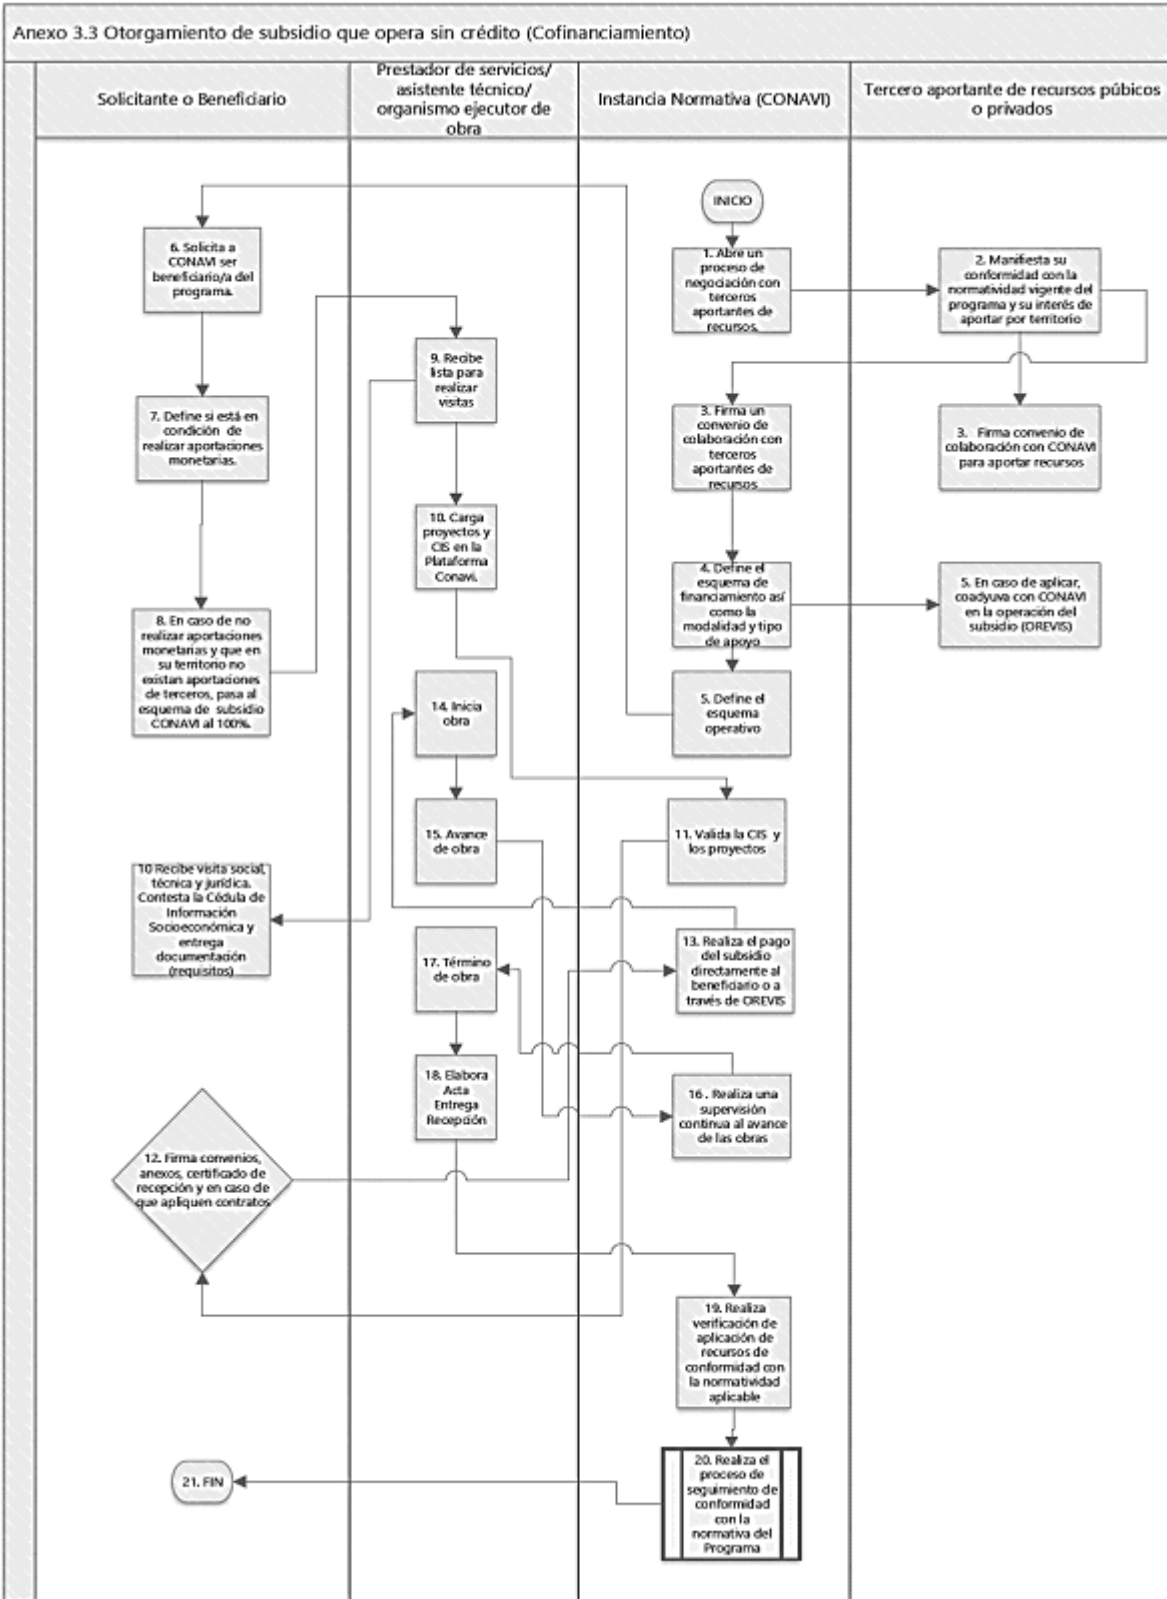 Anexo 3.3 Otorgamiento de subsidio que opera sin crédito (Cofinanciamiento)
Solicitante o Beneficiario
Prestador de servicios/
asistente técnico/
organismo ejecutor de
obra
Instancia Normativa (CONAVI)
Tercero aportante de recursos púbicos
o privados
INICIO
1. Abre un
proceso de
negociación con
terceros
aportantes de
recursos.
2. Manifiesta su
conformidad con la
normatividad vigente del
programa y su interés de
aportar por territorio
3. Firma un
convenio de
colaboración con
terceros
aportantes de
recursos
3. Firma convenio de
colaboración con CONAVI
para aportar recursos
4. Define el
esquema de
financiamiento así
como la
modalidad y tipo
de apoyo
5. En caso de aplicar,
coadyuva con CONAVI
en la operación del
subsidio (OREVIS)
5. Define el
esquema
operativo
6. Solicita a
CONAVI ser
beneficiario/a del
programa.
7. Define si está en
condición de
realizar aportaciones
monetarias.
8. En caso de no
realizar aportaciones
monetarias y que en
su territorio no
existan aportaciones
de terceros, pasa al
esquema de subsidio
CONAVI al 100%.
9. Recibe
lista para
realizar
visitas
10. Carga
proyectos y
CIS en la
Plataforma
Conavi.
10 Recibe visita social,
técnica y jurídica.
Contesta la Cédula de
Información
Socioeconómica y
entrega
documentación
(requisitos)
11. Valida la CIS y
los proyectos
12. Firma convenios,
anexos, certificado de
recepción y en caso de
que apliquen contratos
13. Realiza el pago
del subsidio
directamente al
beneficiario o a
través de OREVIS
14. Inicia
obra
15. Avance
de obra
16 . Realiza una
supervisión
continua al avance
de las obras
17. Término
de obra
18. Elabora
Acta
Entrega
Recepción
19. Realiza
verificación de
aplicación de
recursos de
conformidad con
la normatividad
aplicable
20. Realiza el
proceso de
seguimiento de
conformidad
con la
normativa del
Programa
21. FIN